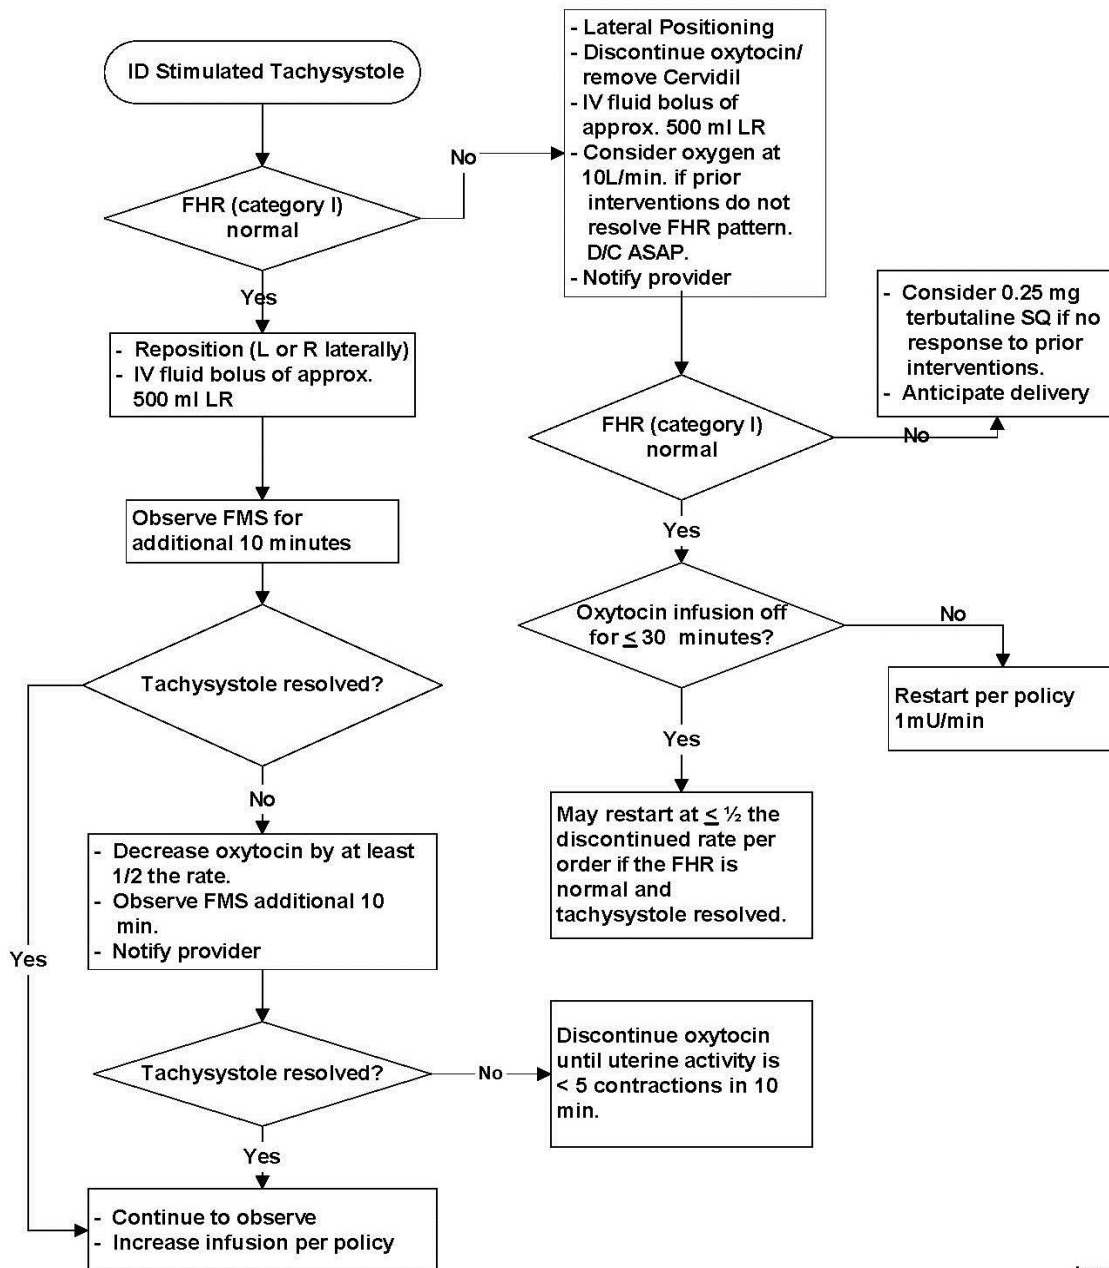 ID Stimulated Tachysystole
FHR (category I)
normal
No
- Lateral Positioning
- Discontinue oxytocin/
remove Cervidil
- IV fluid bolus of
approx. 500 ml LR
- Consider oxygen at
10L/min. if prior
interventions do not
resolve FHR pattern.
D/C ASAP.
- Notify provider
Yes
- Reposition (L or R laterally)
- IV fluid bolus of approx.
500 ml LR
Observe FMS for
additional 10 minutes
Tachysystole resolved?
No
- Decrease oxytocin by at least
1/2 the rate.
- Observe FMS additional 10
min.
- Notify provider
Yes
Tachysystole resolved?
No
Discontinue oxytocin
until uterine activity is
< 5 contractions in 10
min.
Yes
- Continue to observe
- Increase infusion per policy
FHR (category I)
normal
No
- Consider 0.25 mg
terbutaline SQ if no
response to prior
interventions.
- Anticipate delivery
Yes
Oxytocin infusion off
for ≤ 30 minutes?
No
Restart per policy
1mU/min
Yes
May restart at ≤ ½ the
discontinued rate per
order if the FHR is
normal and
tachysystole resolved.